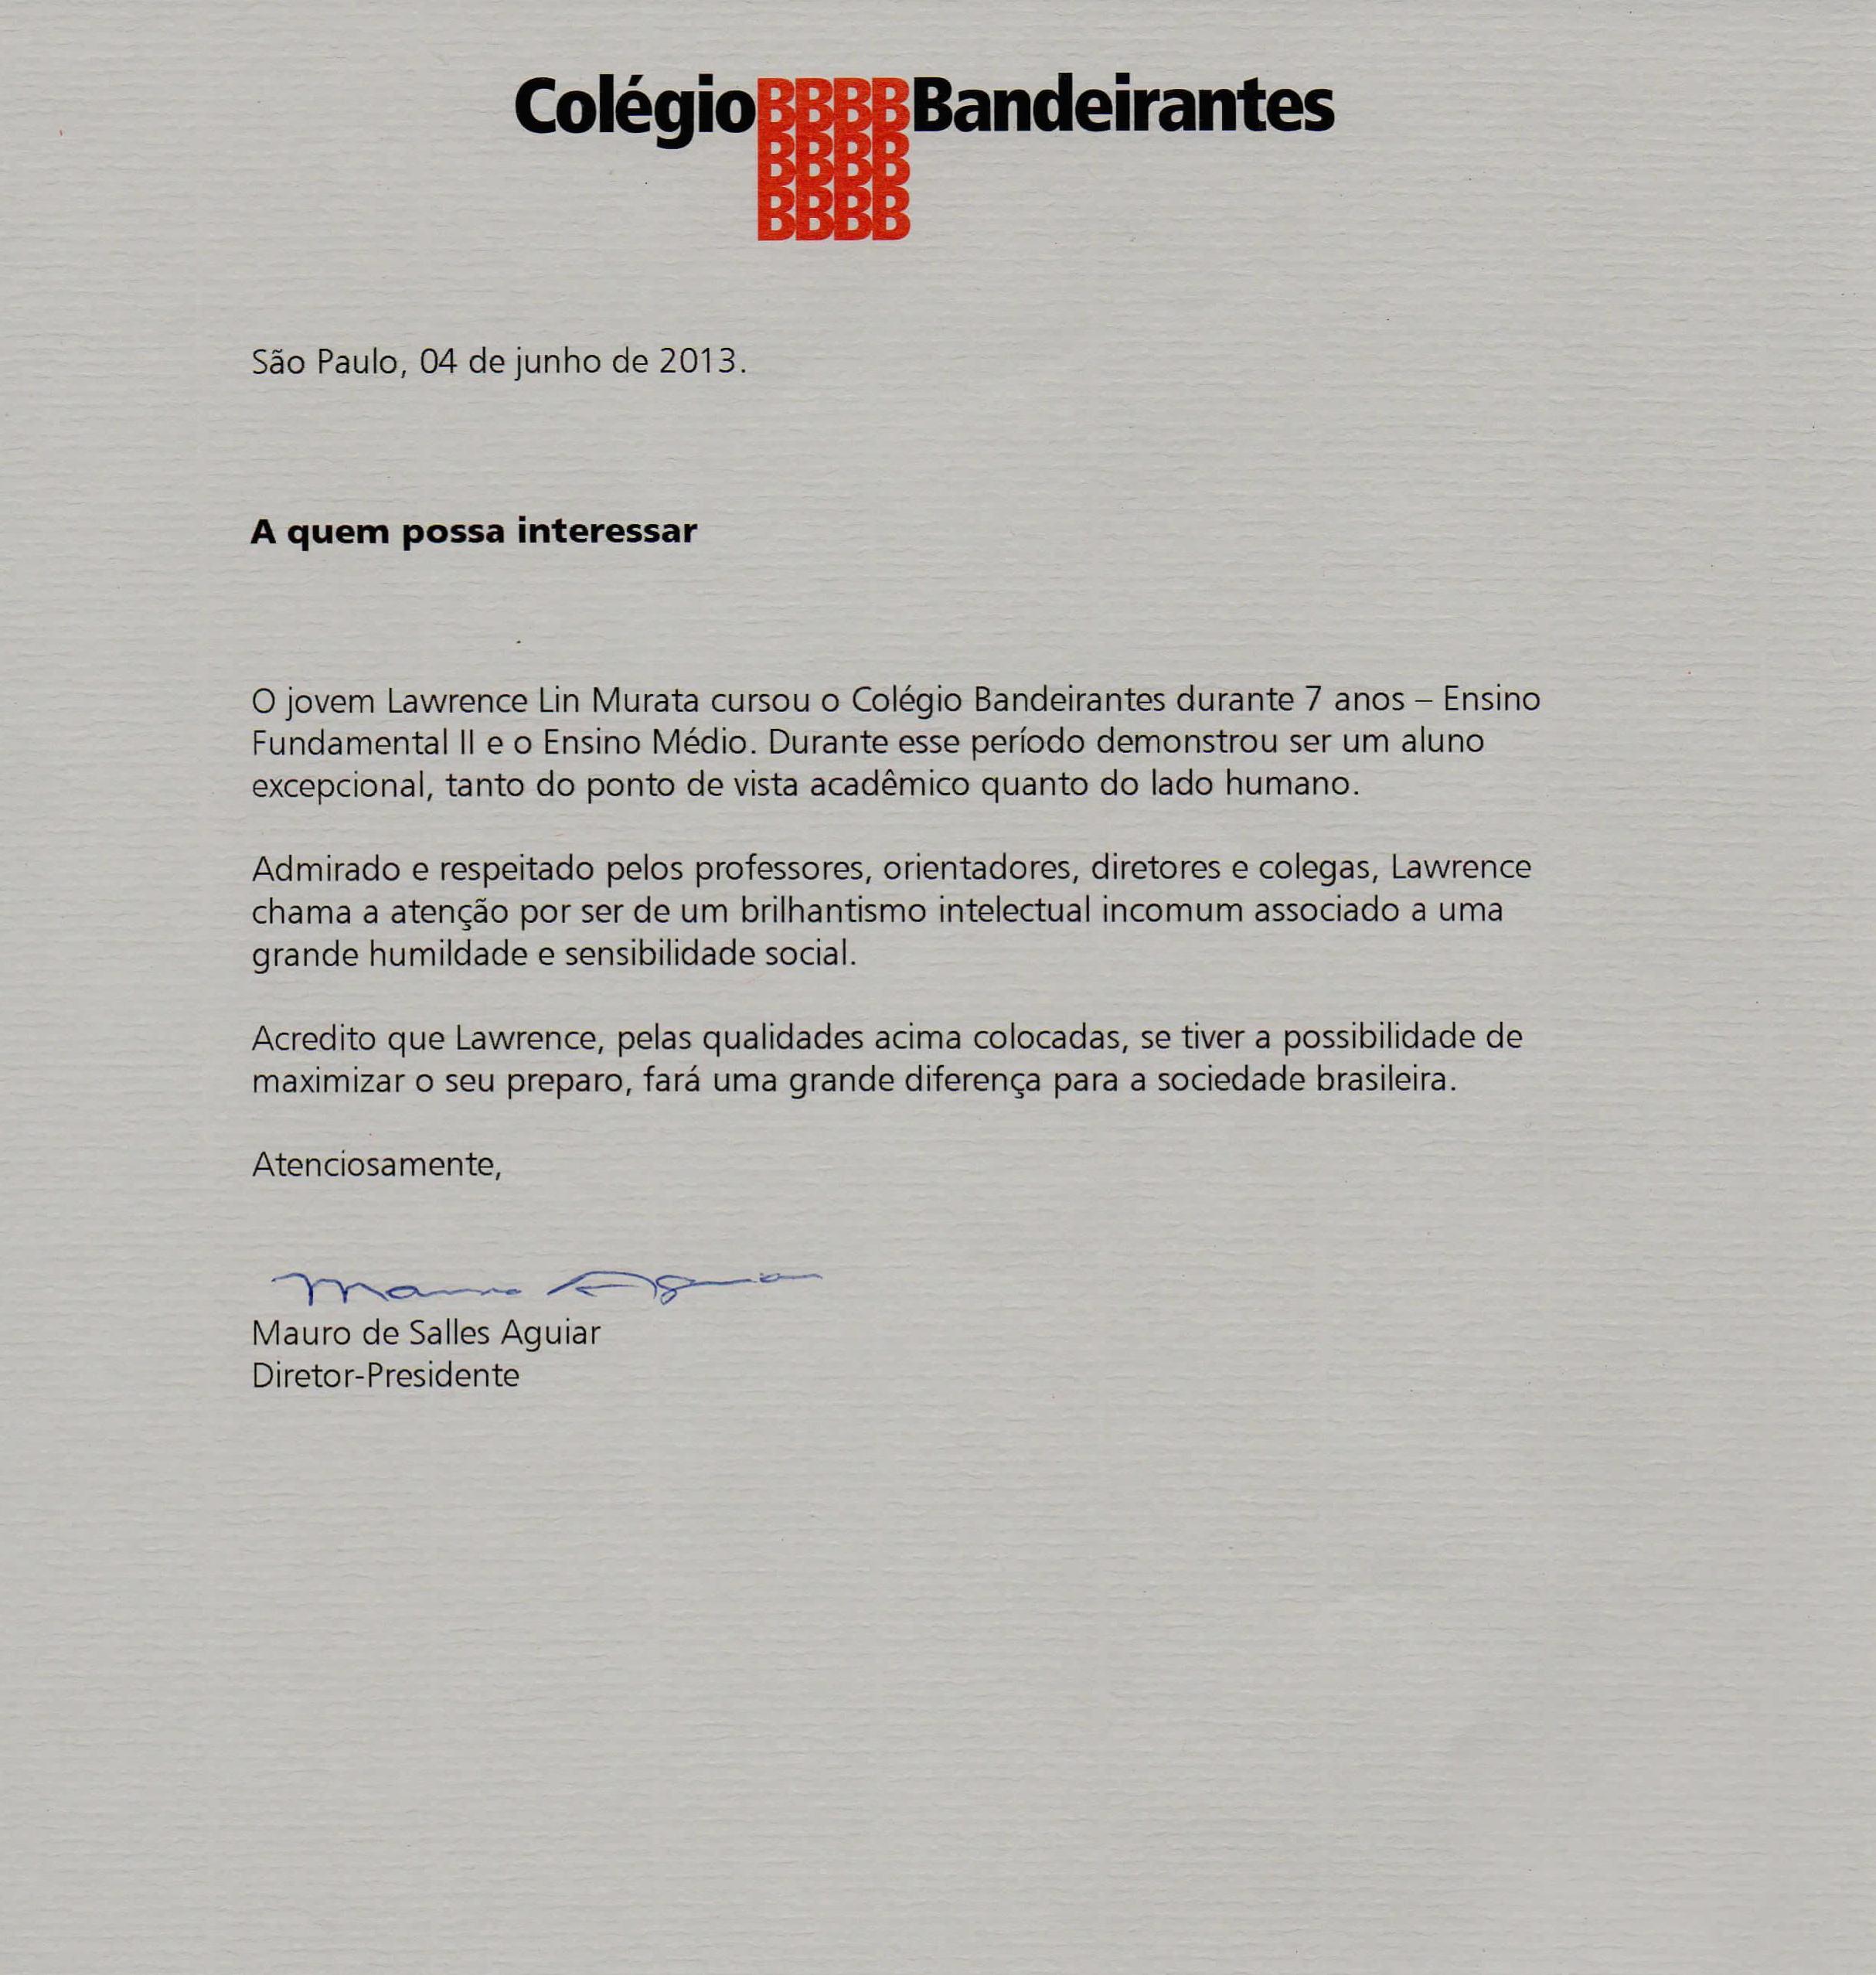 Colégio BBBB Bandeirantes
BBBB
BBBB
São Paulo, 04 de junho de 2013.
A quem possa interessar
O jovem Lawrence Lin Murata cursou o Colégio Bandeirantes durante 7 anos – Ensino
Fundamental II e o Ensino Médio. Durante esse período demonstrou ser um aluno
excepcional, tanto do ponto de vista acadêmico quanto do lado humano.
Admirado e respeitado pelos professores, orientadores, diretores e colegas, Lawrence
chama a atenção por ser de um brilhantismo intelectual incomum associado a uma
grande humildade e sensibilidade social.
Acredito que Lawrence, pelas qualidades acima colocadas, se tiver a possibilidade de
maximizar o seu preparo, fará uma grande diferença para a sociedade brasileira.
Atenciosamente,
Mauro Aguiar
Mauro de Salles Aguiar
Diretor-Presidente